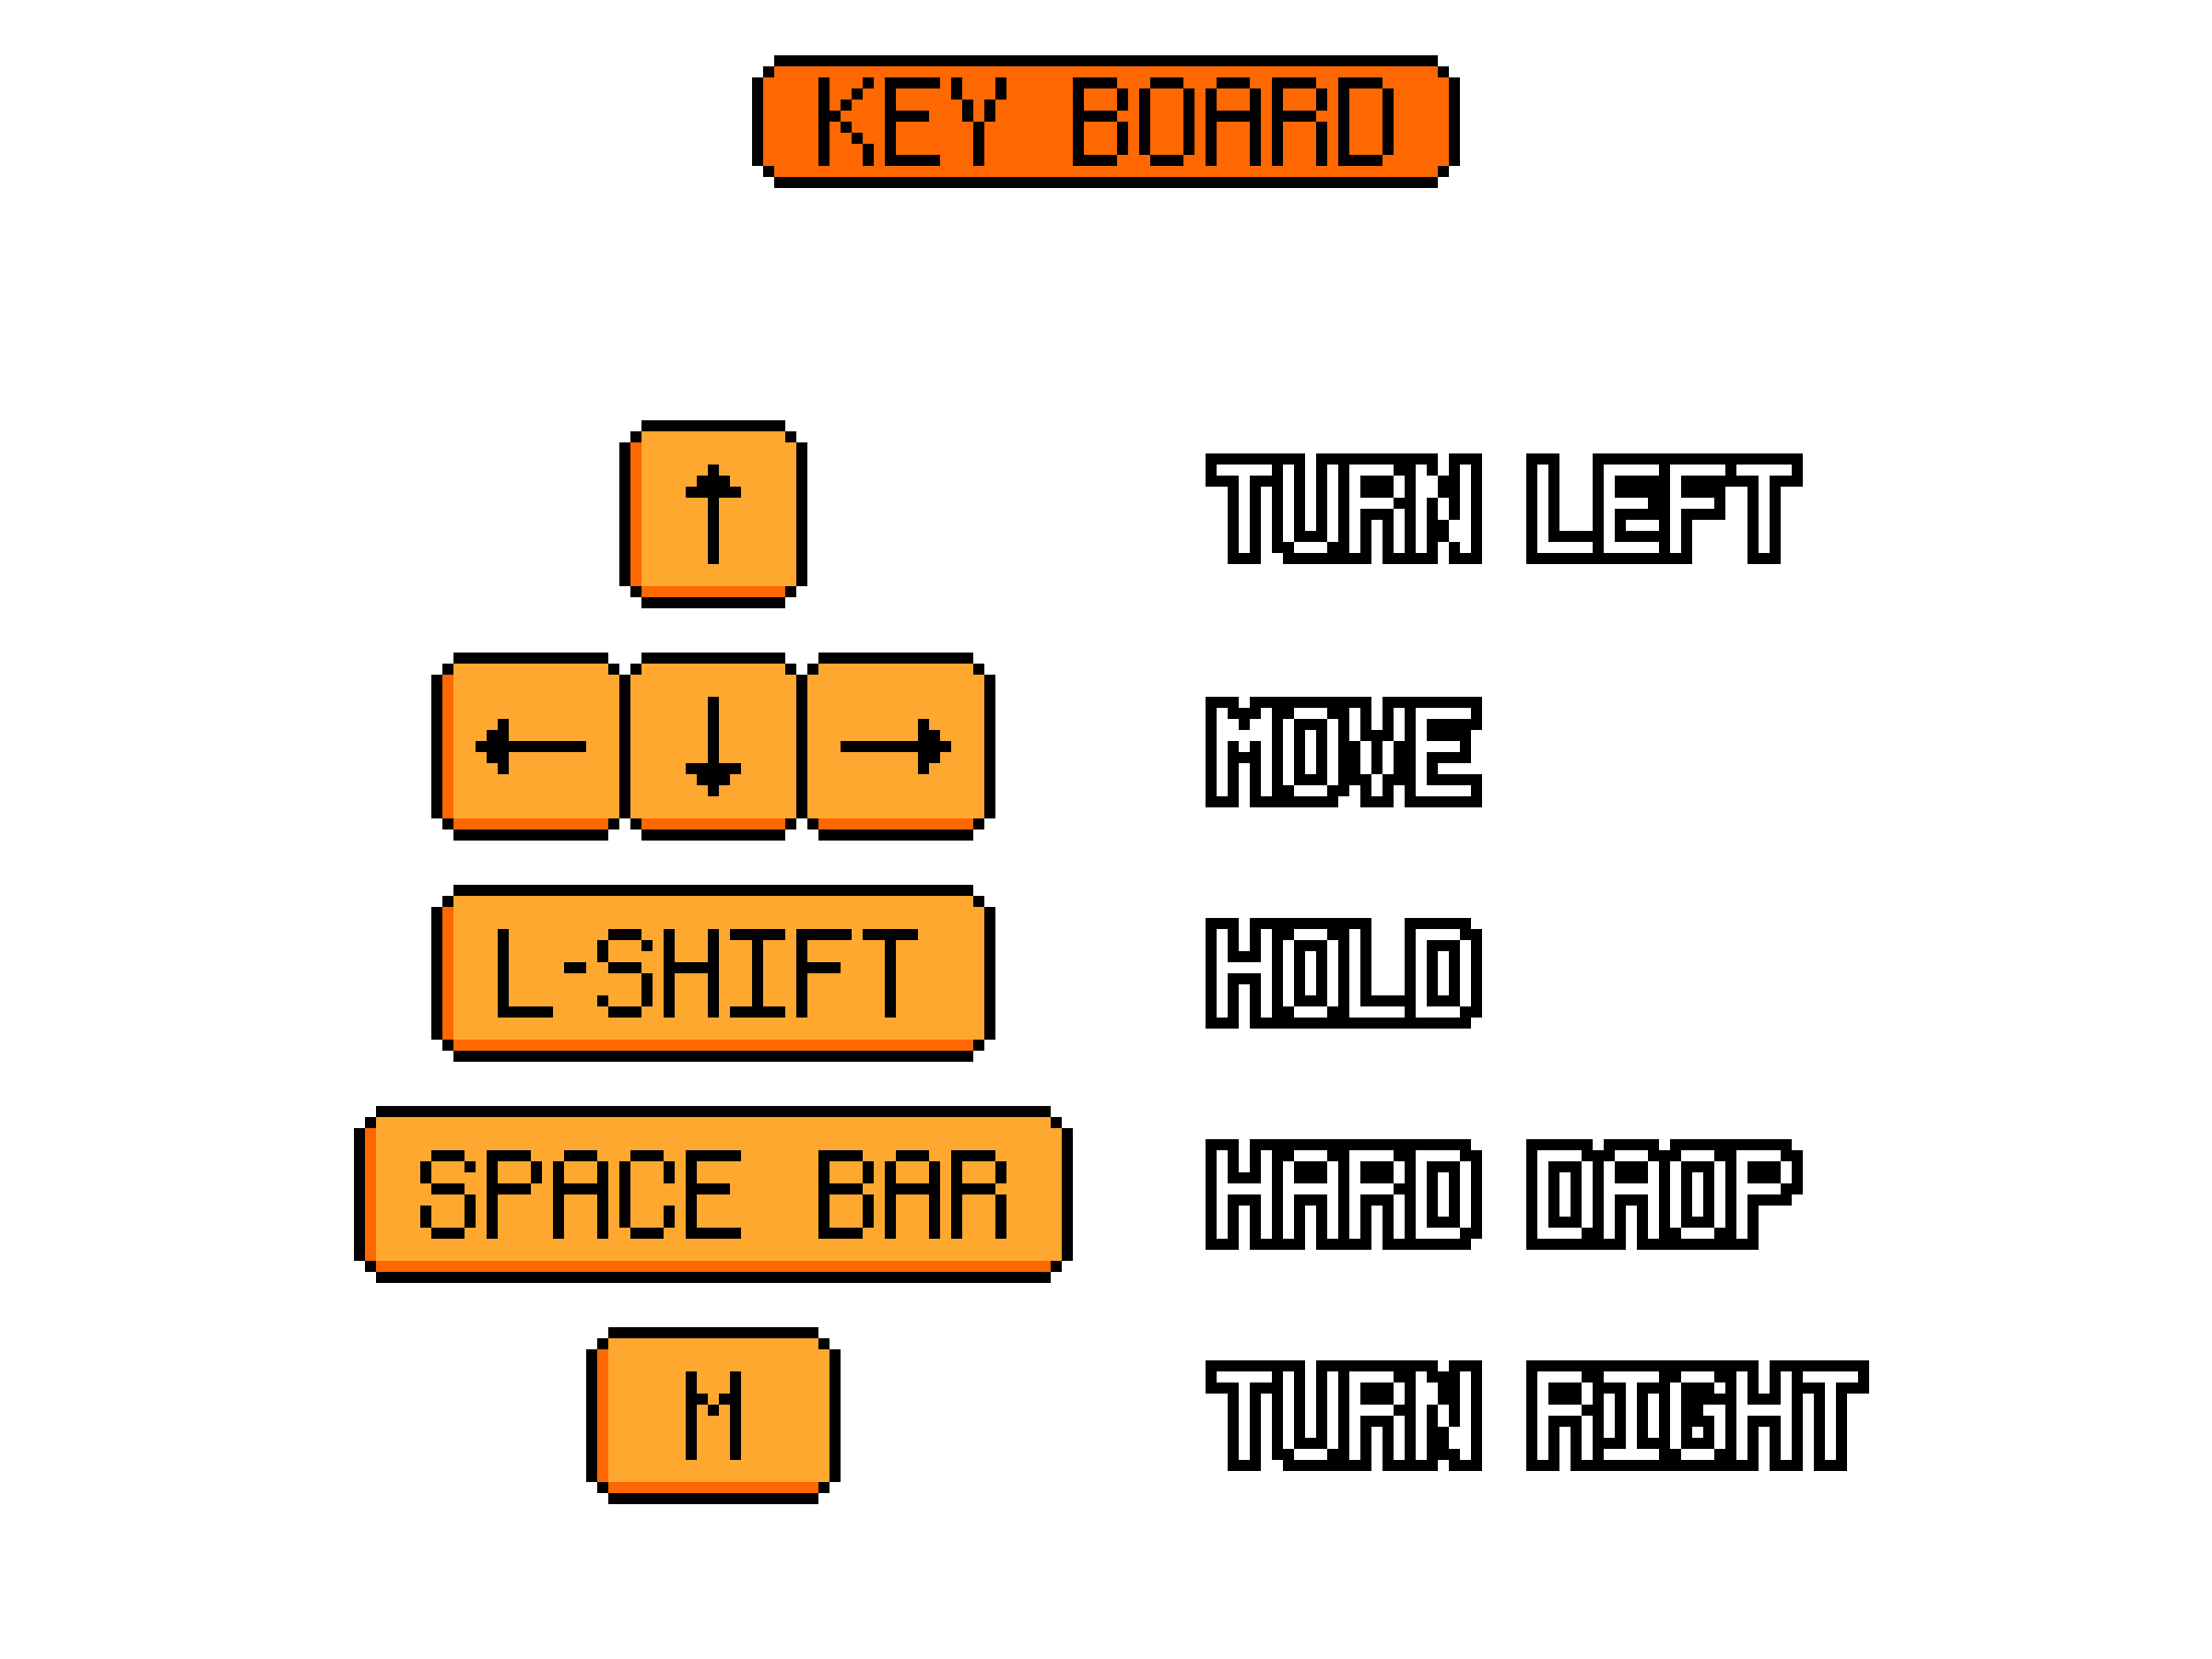 KEY BOARD
↑ TURN LEFT
← ↓ → MOVE
L-SHIFT HOLD
SPACE BAR HARD DROP
M TURN RIGHT